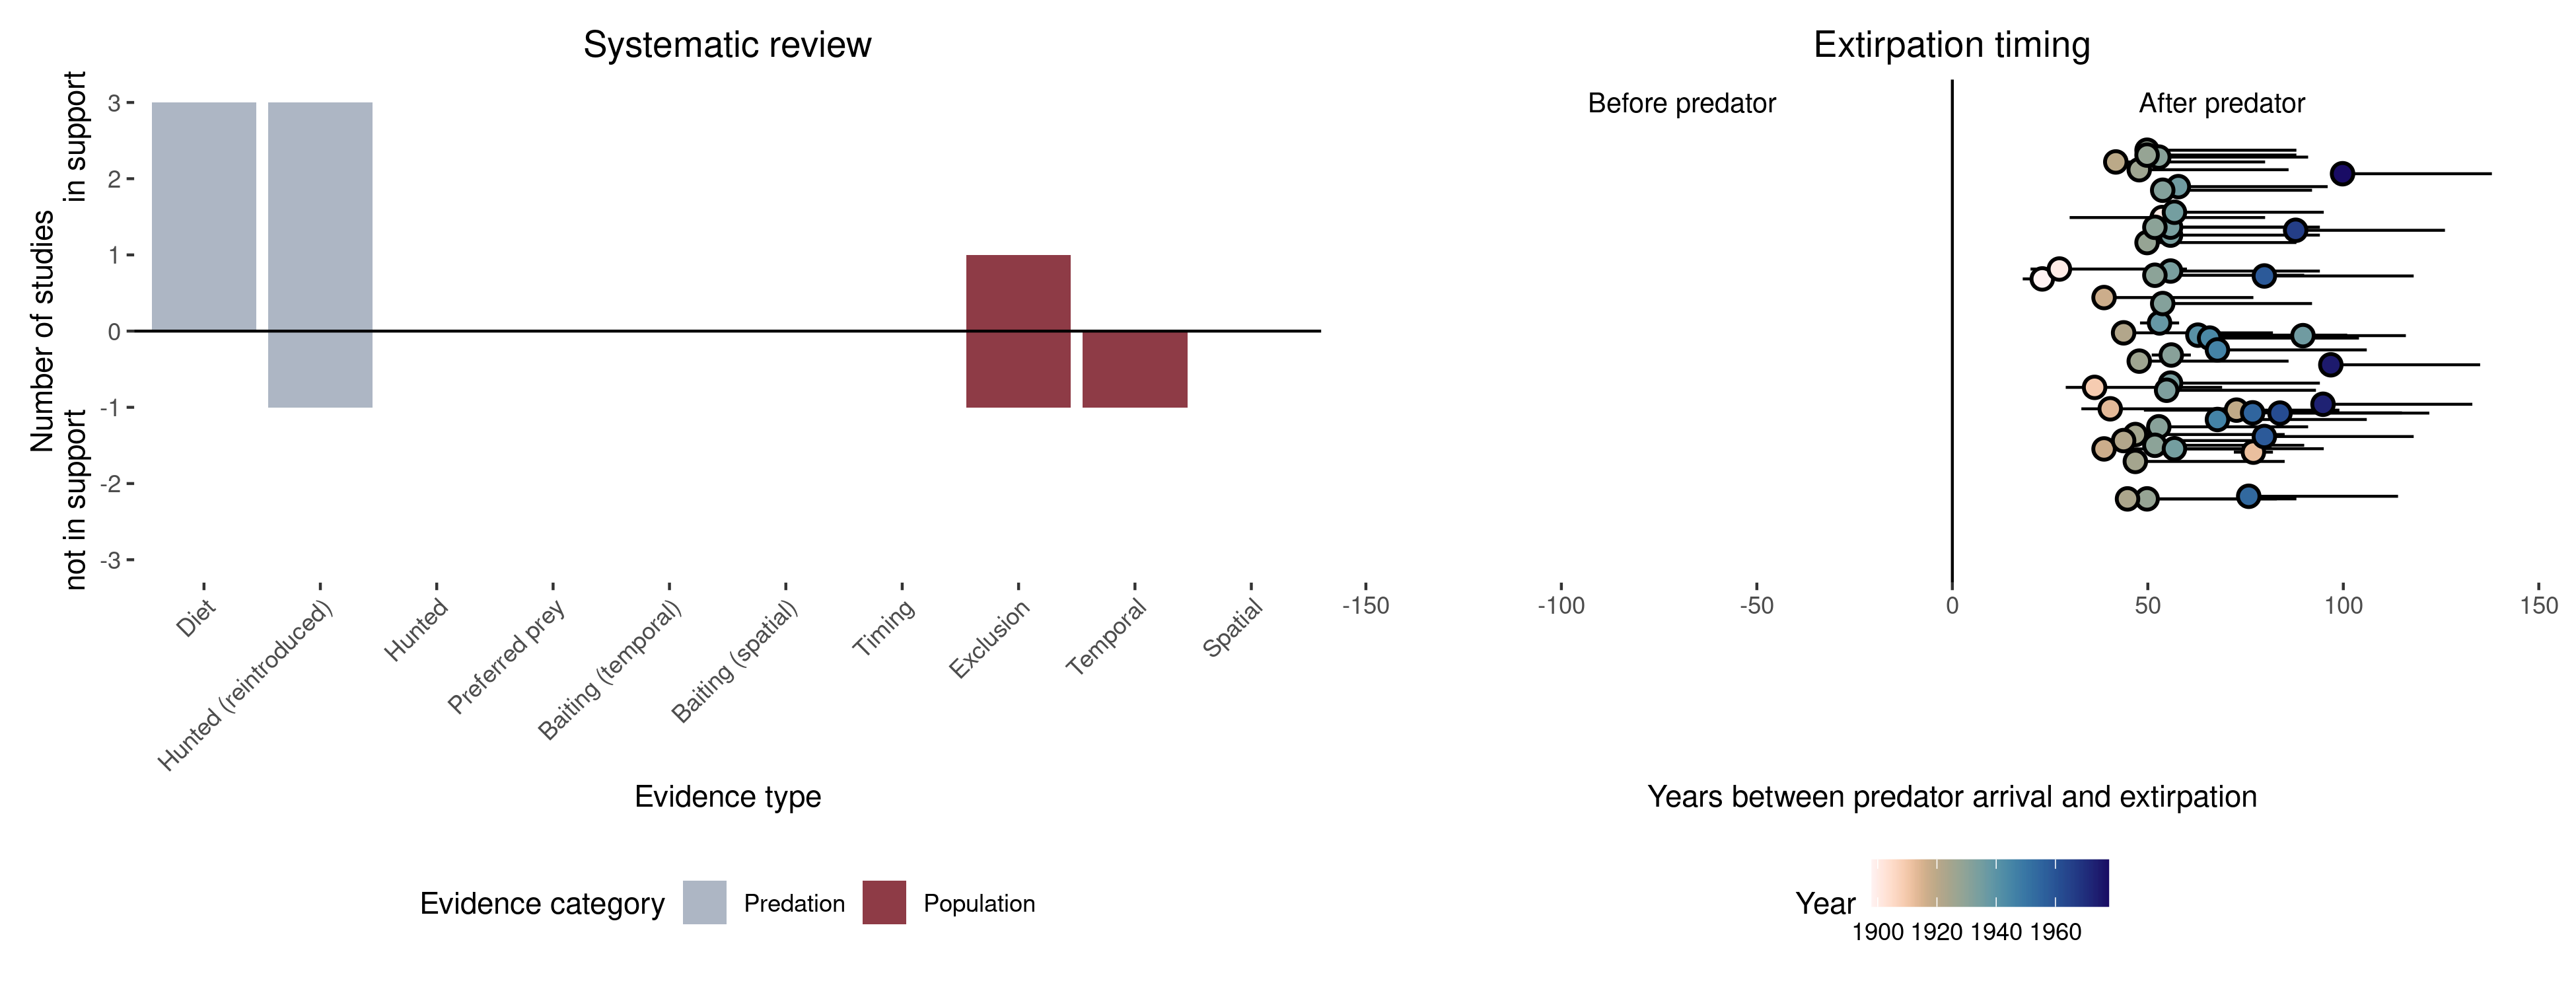 Systematic review
Number of studies
not in support
in support
3
2
1
0
-1
-2
-3
Diet
Hunted (reintroduced)
Hunted
Preferred prey
Baiting (temporal)
Baiting (spatial)
Timing
Exclusion
Temporal
Spatial
Evidence type
Evidence category
Predation
Population
Extirpation timing
Before predator
After predator
-150
-100
-50
0
50
100
150
Years between predator arrival and extirpation
Year
1900 1920 1940 1960